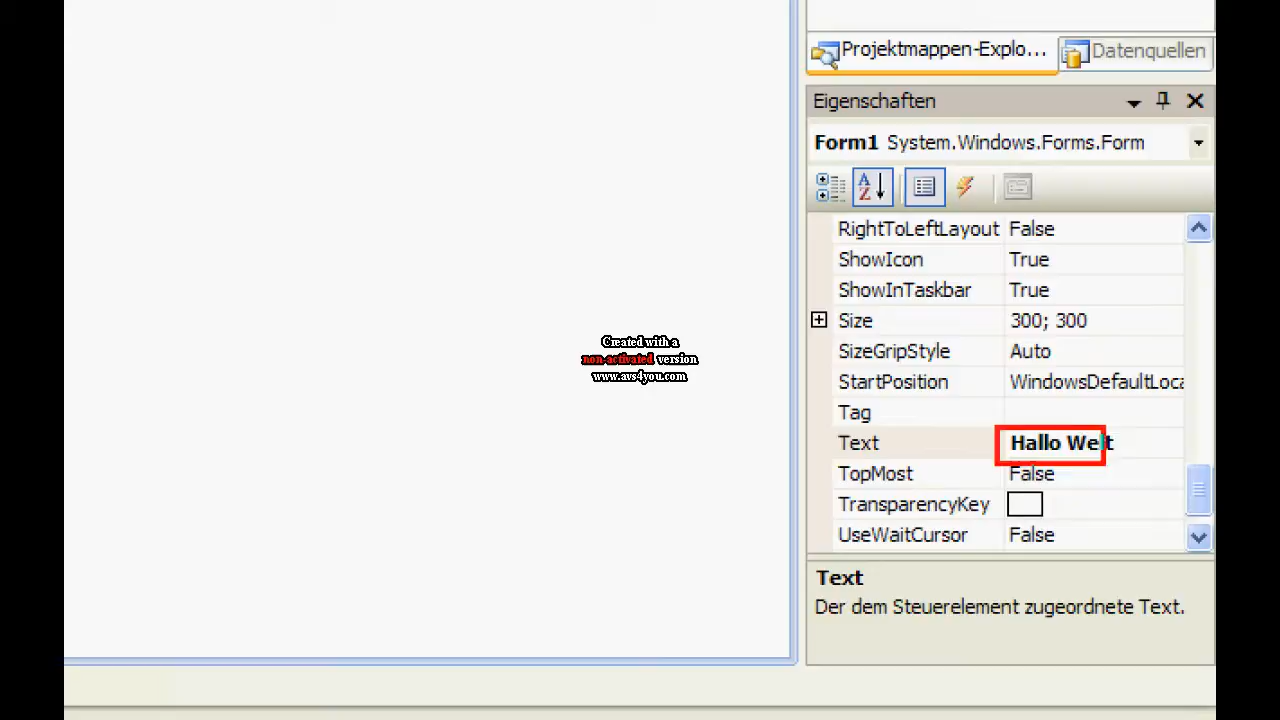 Projektmappen-Explo... Datenquellen
Eigenschaften
Form1 System.Windows.Forms.Form
RightToLeftLayout False
ShowIcon True
ShowInTaskbar True
Size 300; 300
SizeGripStyle Auto
StartPosition WindowsDefaultLoca
Tag
Text Hallo Welt
TopMost False
TransparencyKey
UseWaitCursor False
Text
Der dem Steuerelement zugeordnete Text.
Created with a
non-activated version
www.avs4you.com